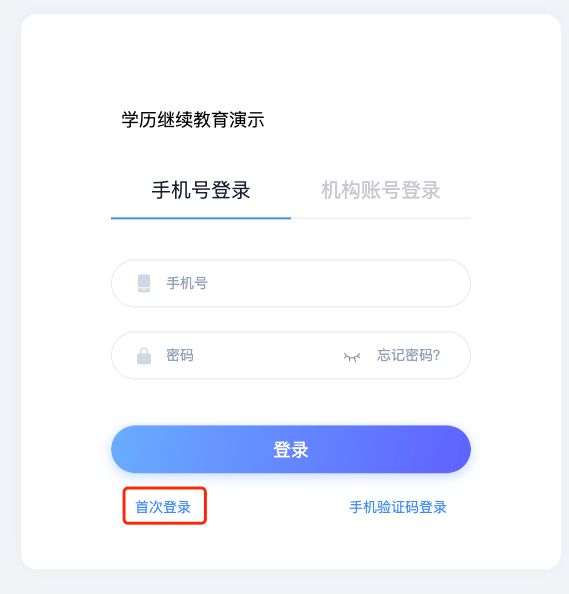 学历继续教育演示
手机号登录 机构账号登录
手机号
密码 忘记密码?
登录
首次登录 手机验证码登录